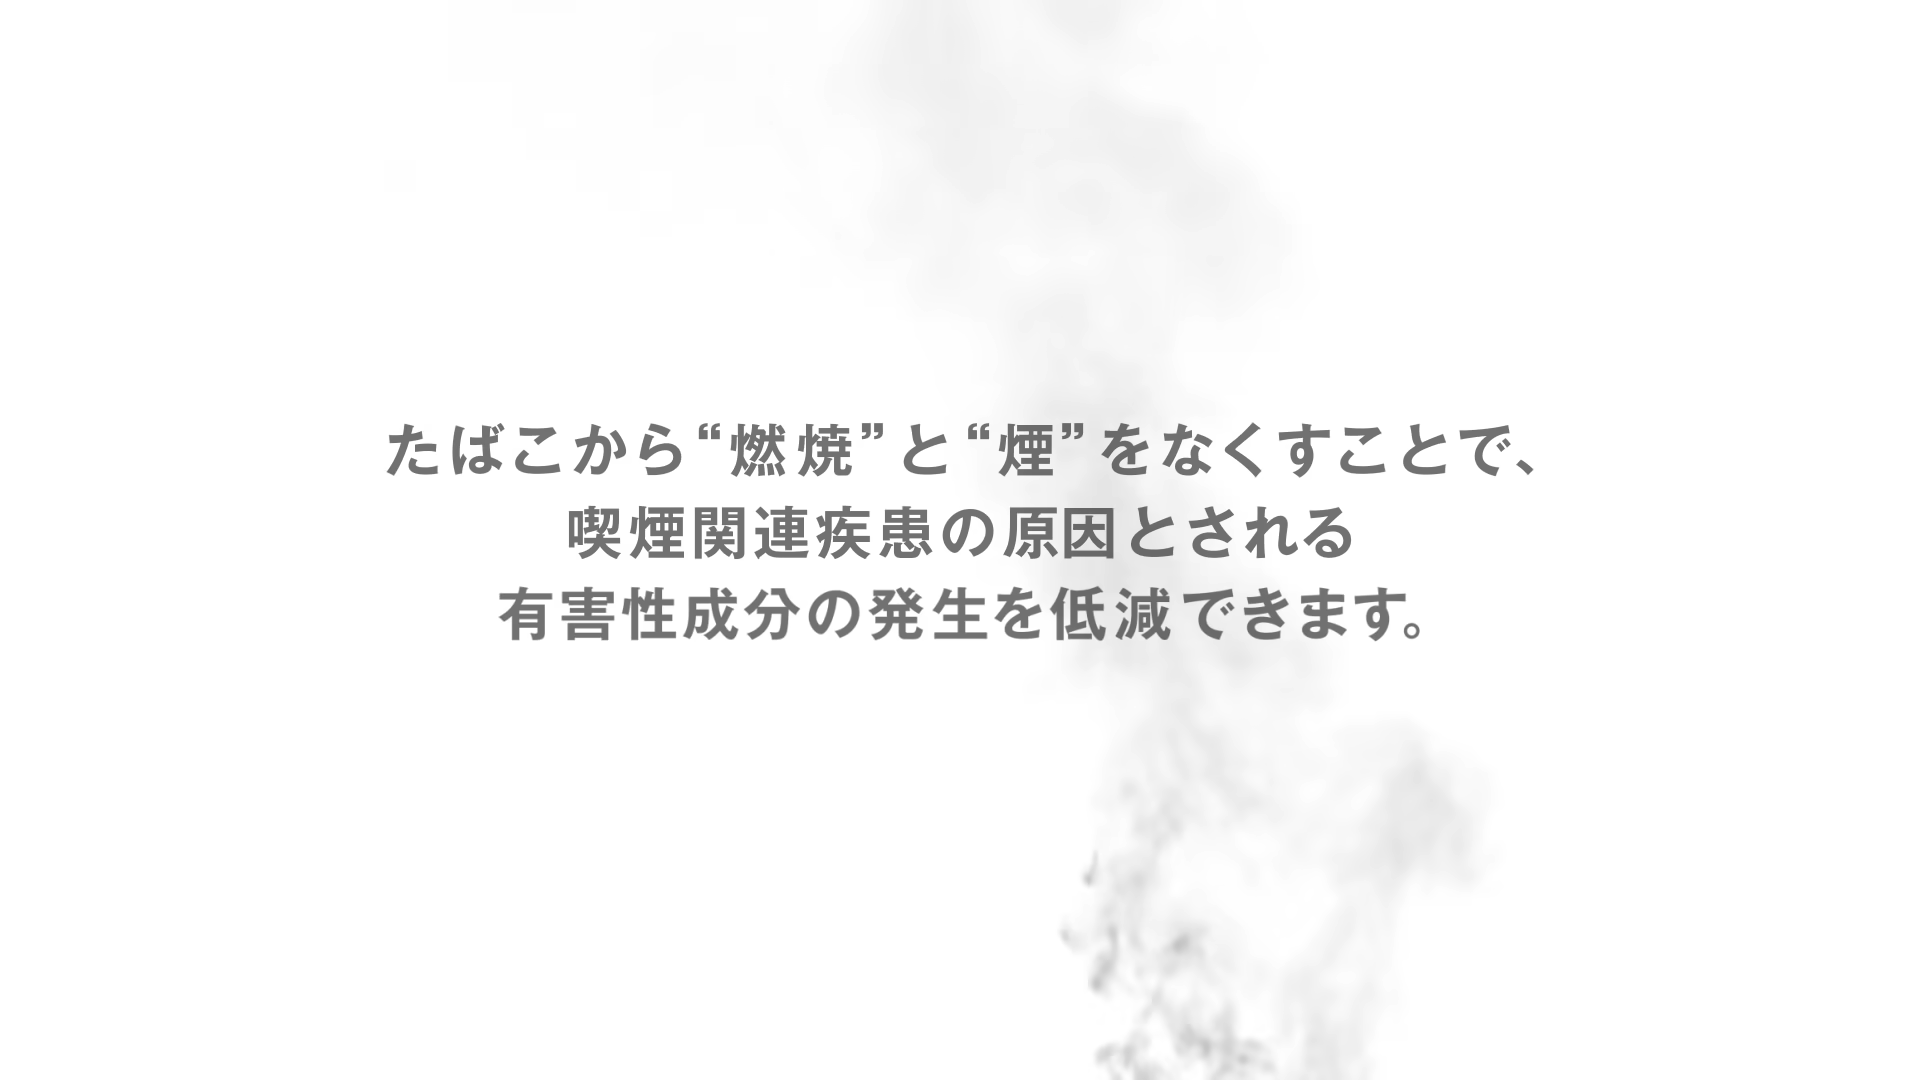 たばこから“燃焼”と“煙”をなくすことで、
喫煙関連疾患の原因とされる
有害性成分の発生を低減できます。